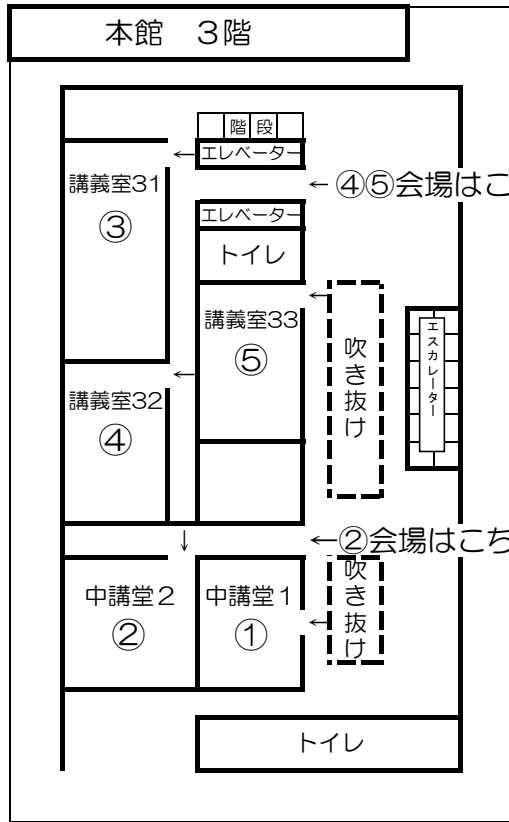 本館　３階
階 段
エレベーター
講義室31
③
← ④⑤会場はこ
エレベーター
トイレ
講義室33
⑤
吹き抜け
エスカレーター
講義室32
④
←②会場はこち
中講堂２
②
中講堂１
①
吹き抜け
トイレ